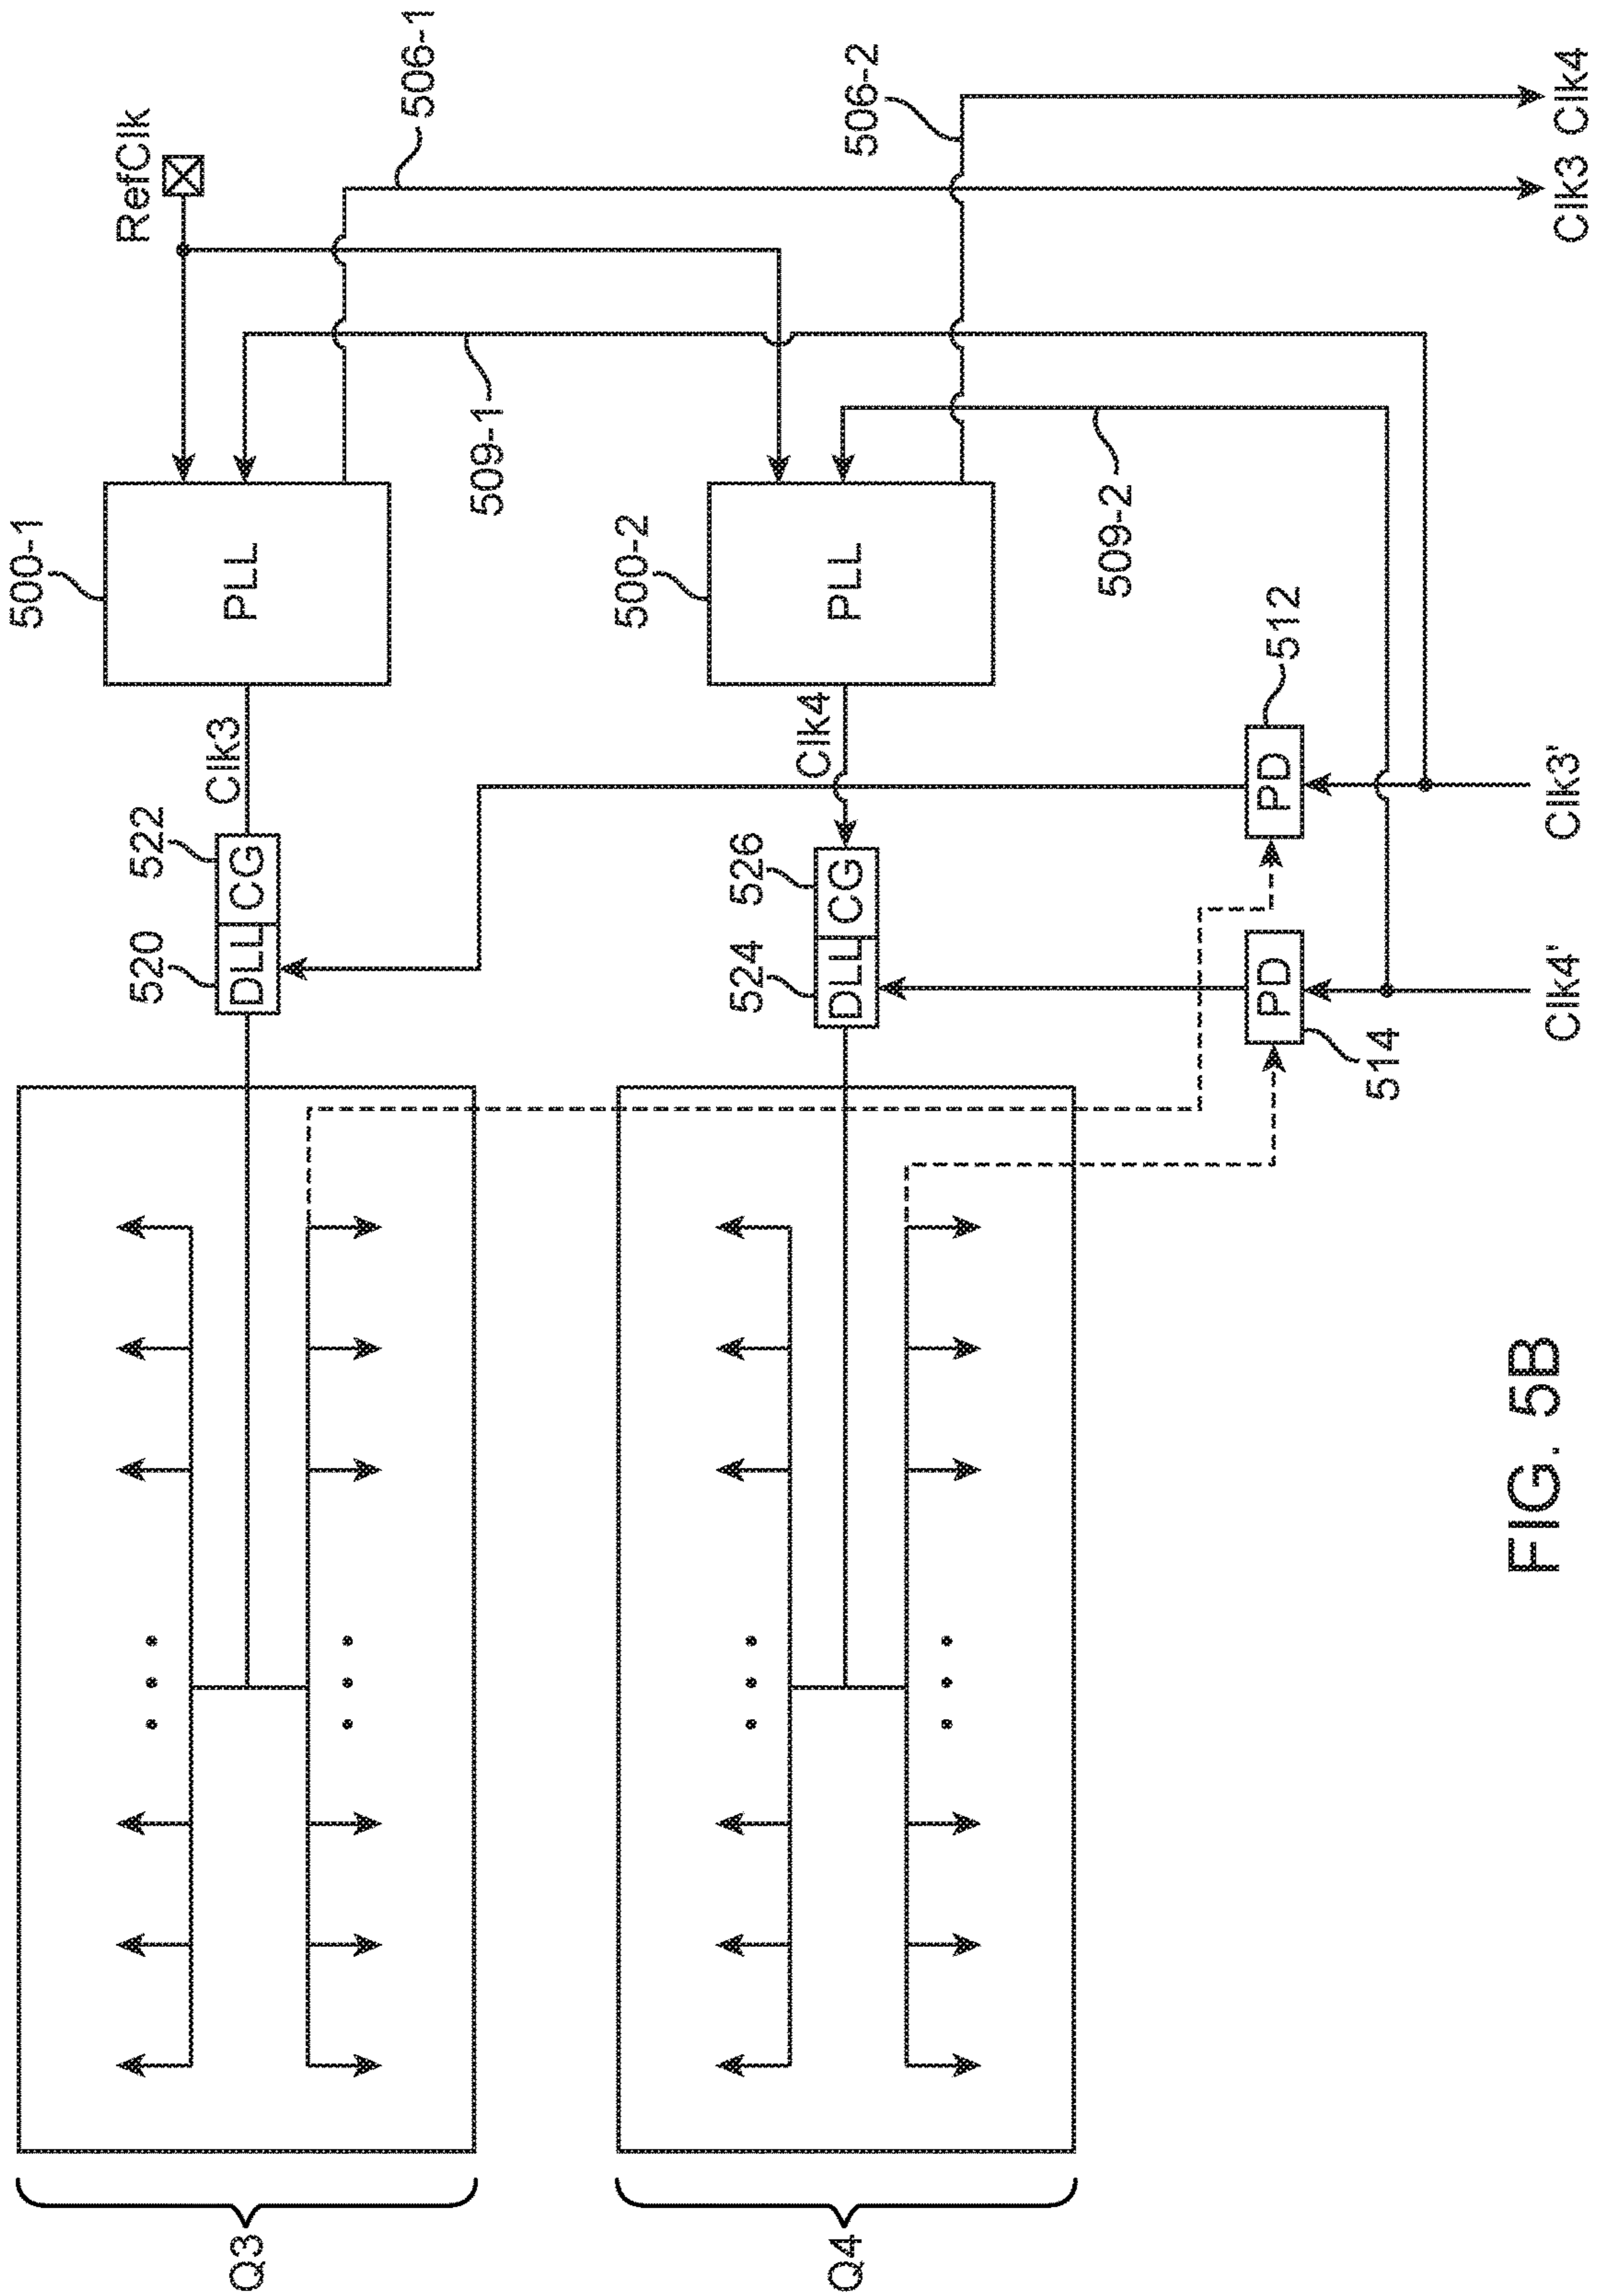 RefClk
506-1
506-2
500-1
PLL
509-1
500-2
PLL
509-2
Clk3
Clk4
522
CG
520
DLL
526
CG
524
DLL
512
PD
514
PD
Clk3'
Clk4'
Clk3
Clk4
Q3
Q4
FIG. 5B